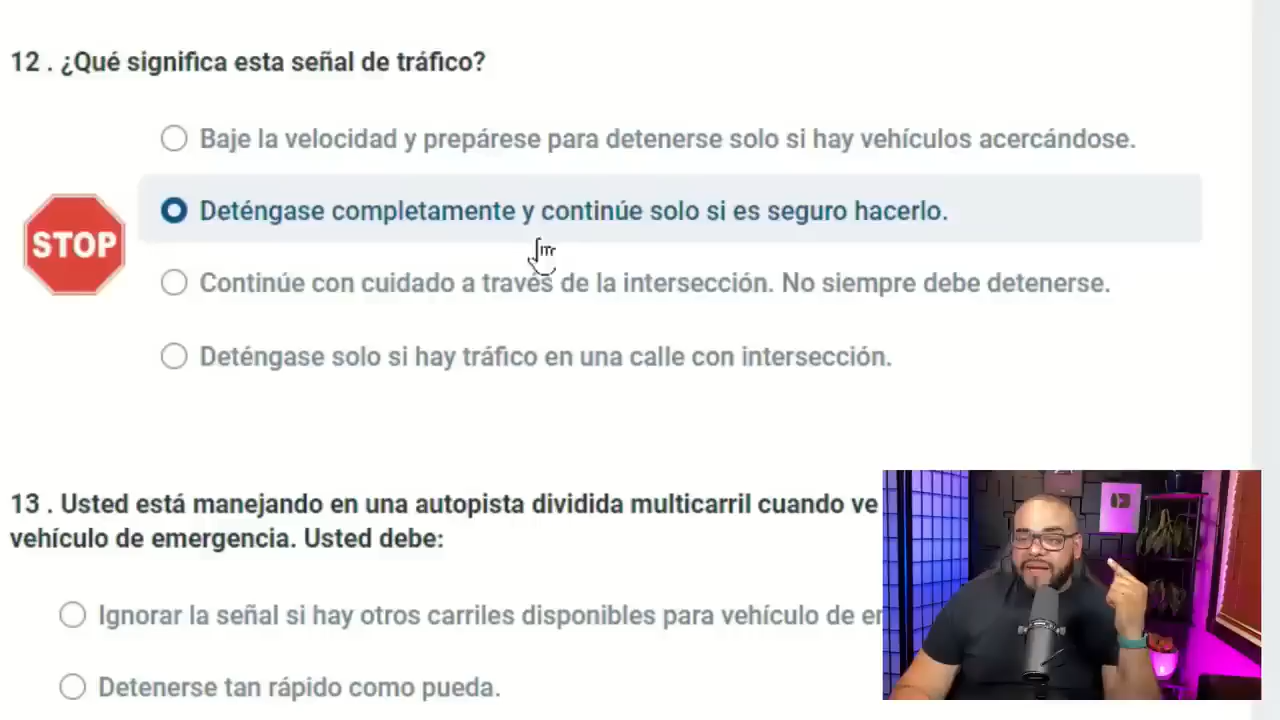 12 . ¿Qué significa esta señal de tráfico?
Baje la velocidad y prepárese para detenerse solo si hay vehículos acercándose.
STOP
Deténgase completamente y continúe solo si es seguro hacerlo.
Continúe con cuidado a través de la intersección. No siempre debe detenerse.
Deténgase solo si hay tráfico en una calle con intersección.
13 . Usted está manejando en una autopista dividida multicarril cuando ve
vehículo de emergencia. Usted debe:
Ignorar la señal si hay otros carriles disponibles para vehículo de
Detenerse tan rápido como pueda.